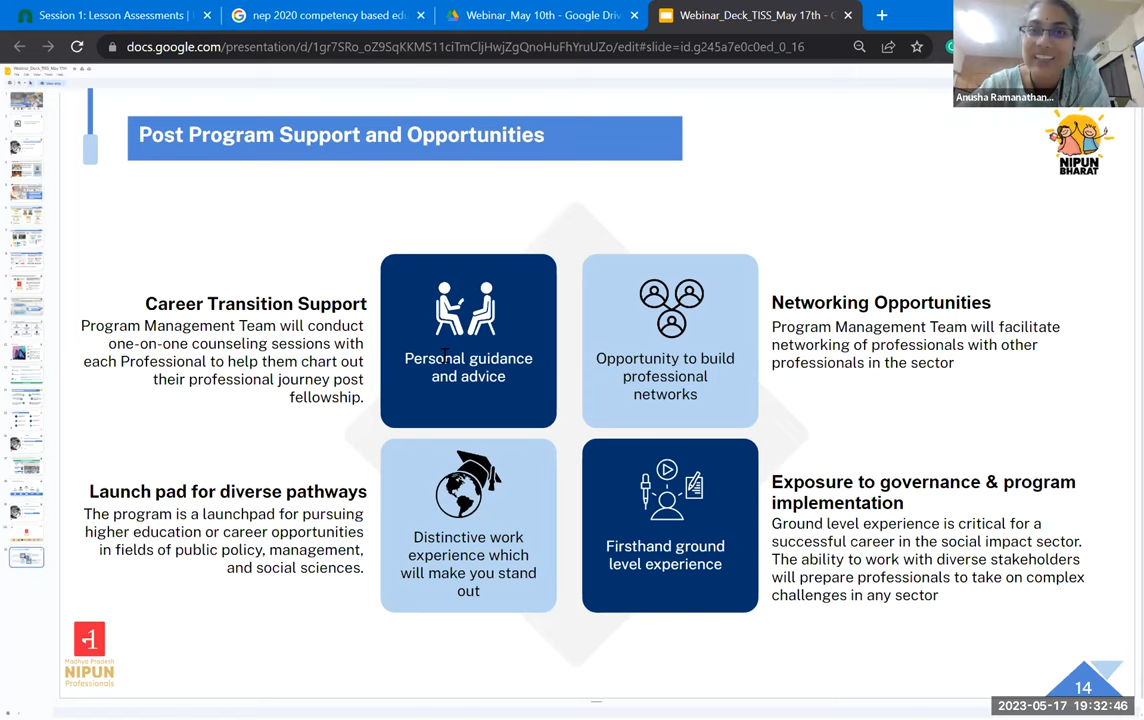 Session 1: Lesson Assessments |
nep 2020 competency based edu
Webinar_May 10th - Google Driv
Webinar_Deck_TISS_May 17th - G
docs.google.com/presentation/d/1gr7SRo_oZ9SqKKMS11ciTmCljHwjZgQnoHuFhYruUZo/edit#slide=id.g245a7e0c0ed_0_16
Anusha Ramanathan...
Post Program Support and Opportunities
NIPUN
BHARAT
Career Transition Support
Program Management Team will conduct
one-on-one counseling sessions with
each Professional to help them chart out
their professional journey post
fellowship.
Personal guidance
and advice
Opportunity to build
professional
networks
Networking Opportunities
Program Management Team will facilitate
networking of professionals with other
professionals in the sector
Launch pad for diverse pathways
The program is a launchpad for pursuing
higher education or career opportunities
in fields of public policy, management,
and social sciences.
Distinctive work
experience which
will make you stand
out
Firsthand ground
level experience
Exposure to governance & program
implementation
Ground level experience is critical for a
successful career in the social impact sector.
The ability to work with diverse stakeholders
will prepare professionals to take on complex
challenges in any sector
Madhya Pradesh
NIPUN
Professionals
14
2023-05-17 19:32:46